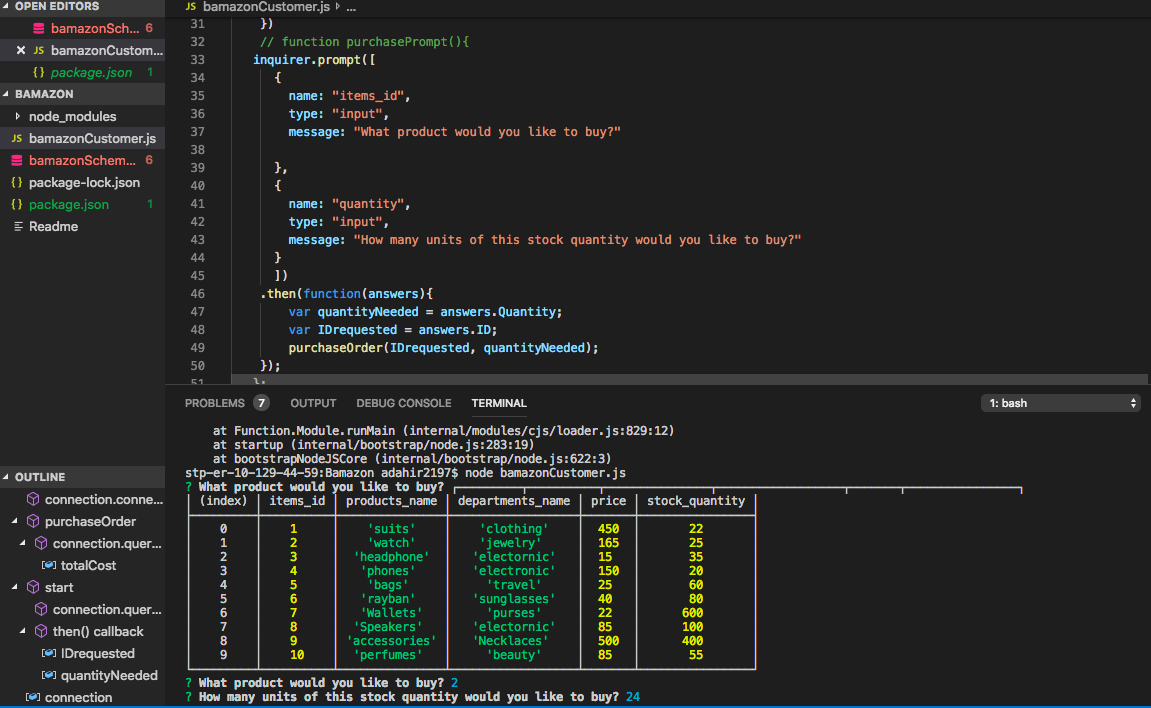 OPEN EDITORS
bamazonSch... 6
JS bamazonCustom...
{} package.json 1
BAMAZON
node_modules
JS bamazonCustomer.js
bamazonSchem... 6
{} package-lock.json
{} package.json 1
Readme
OUTLINE
connection.conne...
purchaseOrder
connection.quer...
totalCost
start
connection.quer...
then() callback
IDrequested
quantityNeeded
connection
JS bamazonCustomer.js ▸ ...
31 })
32 // function purchasePrompt(){
33 inquirer.prompt([
34 {
35 name: "items_id",
36 type: "input",
37 message: "What product would you like to buy?"
38
39 },
40 {
41 name: "quantity",
42 type: "input",
43 message: "How many units of this stock quantity would you like to buy?"
44 }
45 ])
46 .then(function(answers){
47 var quantityNeeded = answers.Quantity;
48 var IDrequested = answers.ID;
49 purchaseOrder(IDrequested, quantityNeeded);
50 });
51 };
PROBLEMS 7 OUTPUT DEBUG CONSOLE TERMINAL 1: bash
at Function.Module.runMain (internal/modules/cjs/loader.js:829:12)
at startup (internal/bootstrap/node.js:283:19)
at bootstrapNodeJSCore (internal/bootstrap/node.js:622:3)
stp-er-10-129-44-59:Bamazon adahir2197$ node bamazonCustomer.js
? What product would you like to buy?
(index) items_id products_name departments_name price stock_quantity
0 1 'suits' 'clothing' 450 22
1 2 'watch' 'jewelry' 165 25
2 3 'headphone' 'electornic' 15 35
3 4 'phones' 'electronic' 150 20
4 5 'bags' 'travel' 25 60
5 6 'rayban' 'sunglasses' 40 80
6 7 'Wallets' 'purses' 22 600
7 8 'Speakers' 'electornic' 85 100
8 9 'accessories' 'Necklaces' 500 400
9 10 'perfumes' 'beauty' 85 55
? What product would you like to buy? 2
? How many units of this stock quantity would you like to buy? 24